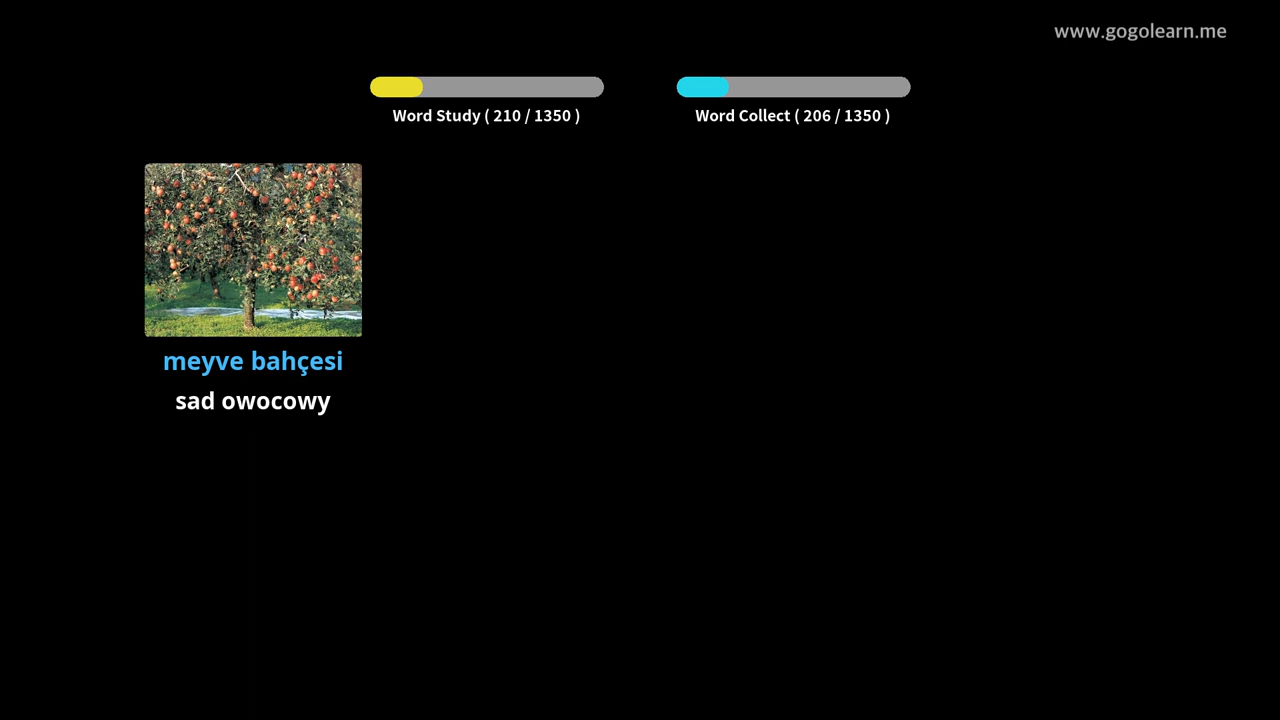 www.gogolearn.me
Word Study ( 210 / 1350 )
Word Collect ( 206 / 1350 )
meyve bahçesi
sad owocowy